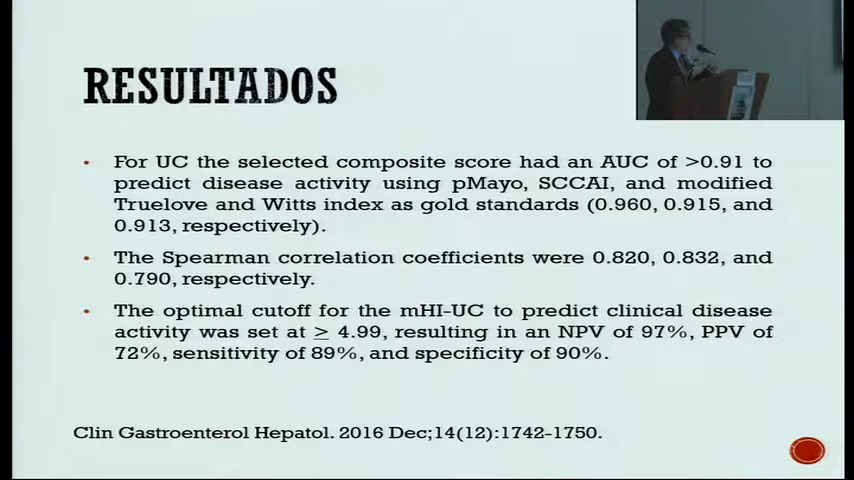 RESULTADOS
• For UC the selected composite score had an AUC of >0.91 to
predict disease activity using pMayo, SCCAI, and modified
Truelove and Witts index as gold standards (0.960, 0.915, and
0.913, respectively).
• The Spearman correlation coefficients were 0.820, 0.832, and
0.790, respectively.
• The optimal cutoff for the mHI-UC to predict clinical disease
activity was set at ≥ 4.99, resulting in an NPV of 97%, PPV of
72%, sensitivity of 89%, and specificity of 90%.
Clin Gastroenterol Hepatol. 2016 Dec;14(12):1742-1750.